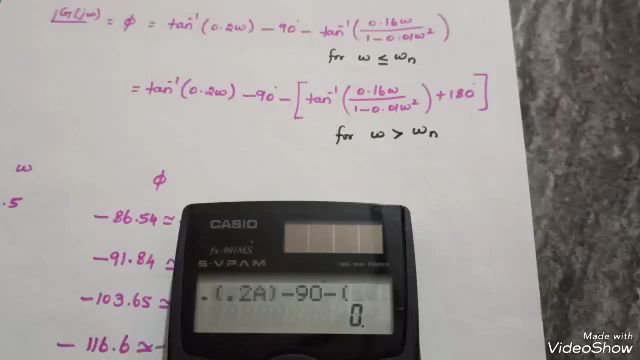 ∠G(jω) = φ = tan⁻¹(0.2ω) − 90° − tan⁻¹(0.16ω / 1−0.01ω²)
for ω ≤ ωn
= tan⁻¹(0.2ω) − 90° − [tan⁻¹(0.16ω / 1−0.01ω²) + 180°]
for ω > ωn
ω φ
.5 −86.54 ≃
−91.84 ≃
−103.65 ≃
−116.6 ≃ −
CASIO
fx-991MS
S-V.P.A.M.
TWO WAY POWER
.(.2A)−90−(
0.
Made with
VideoShow